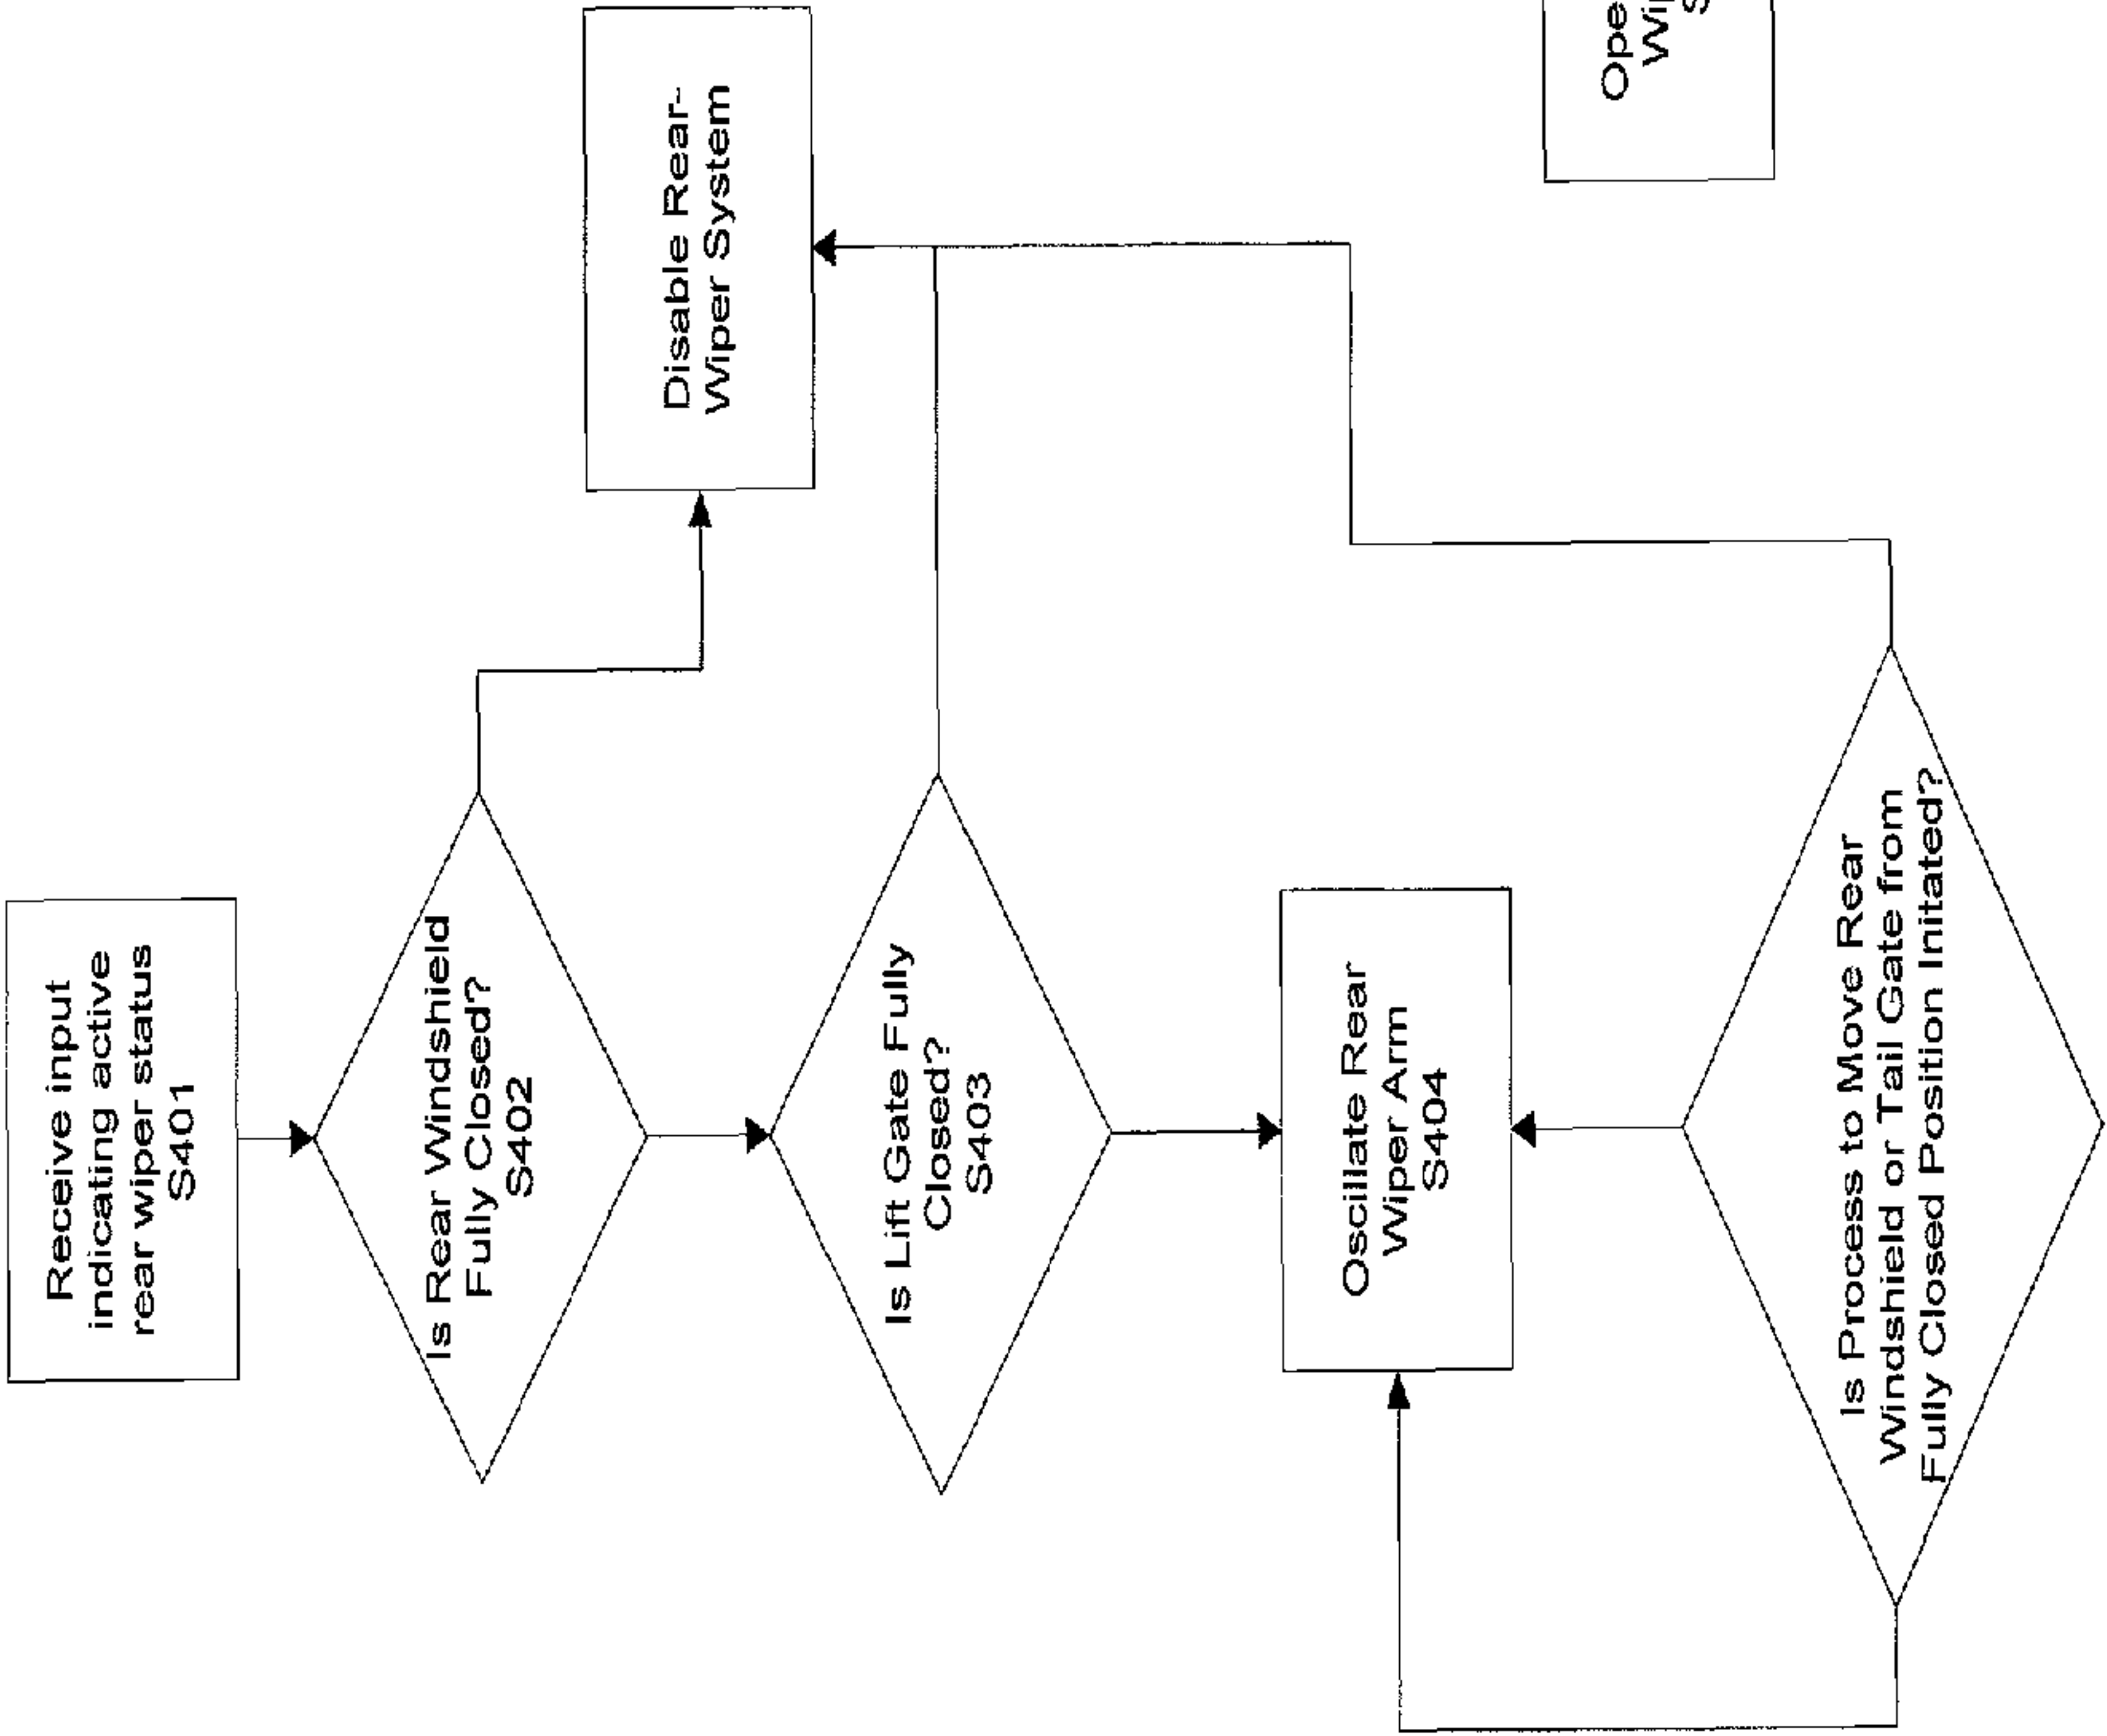 Receive input
indicating active
rear wiper status
S401
Is Rear Windshield
Fully Closed?
S402
Disable Rear-
Wiper System
Is Lift Gate Fully
Closed?
S403
Oscillate Rear
Wiper Arm
S404
Is Process to Move Rear
Windshield or Tail Gate from
Fully Closed Position Initated?